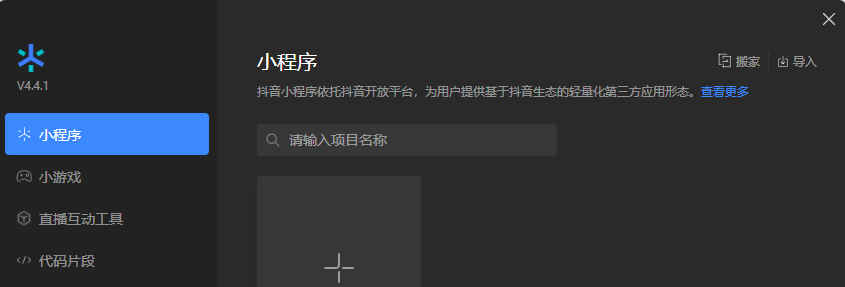 V4.4.1
小程序
小游戏
直播互动工具
代码片段
小程序
搬家 导入
抖音小程序依托抖音开放平台，为用户提供基于抖音生态的轻量化第三方应用形态。查看更多
请输入项目名称